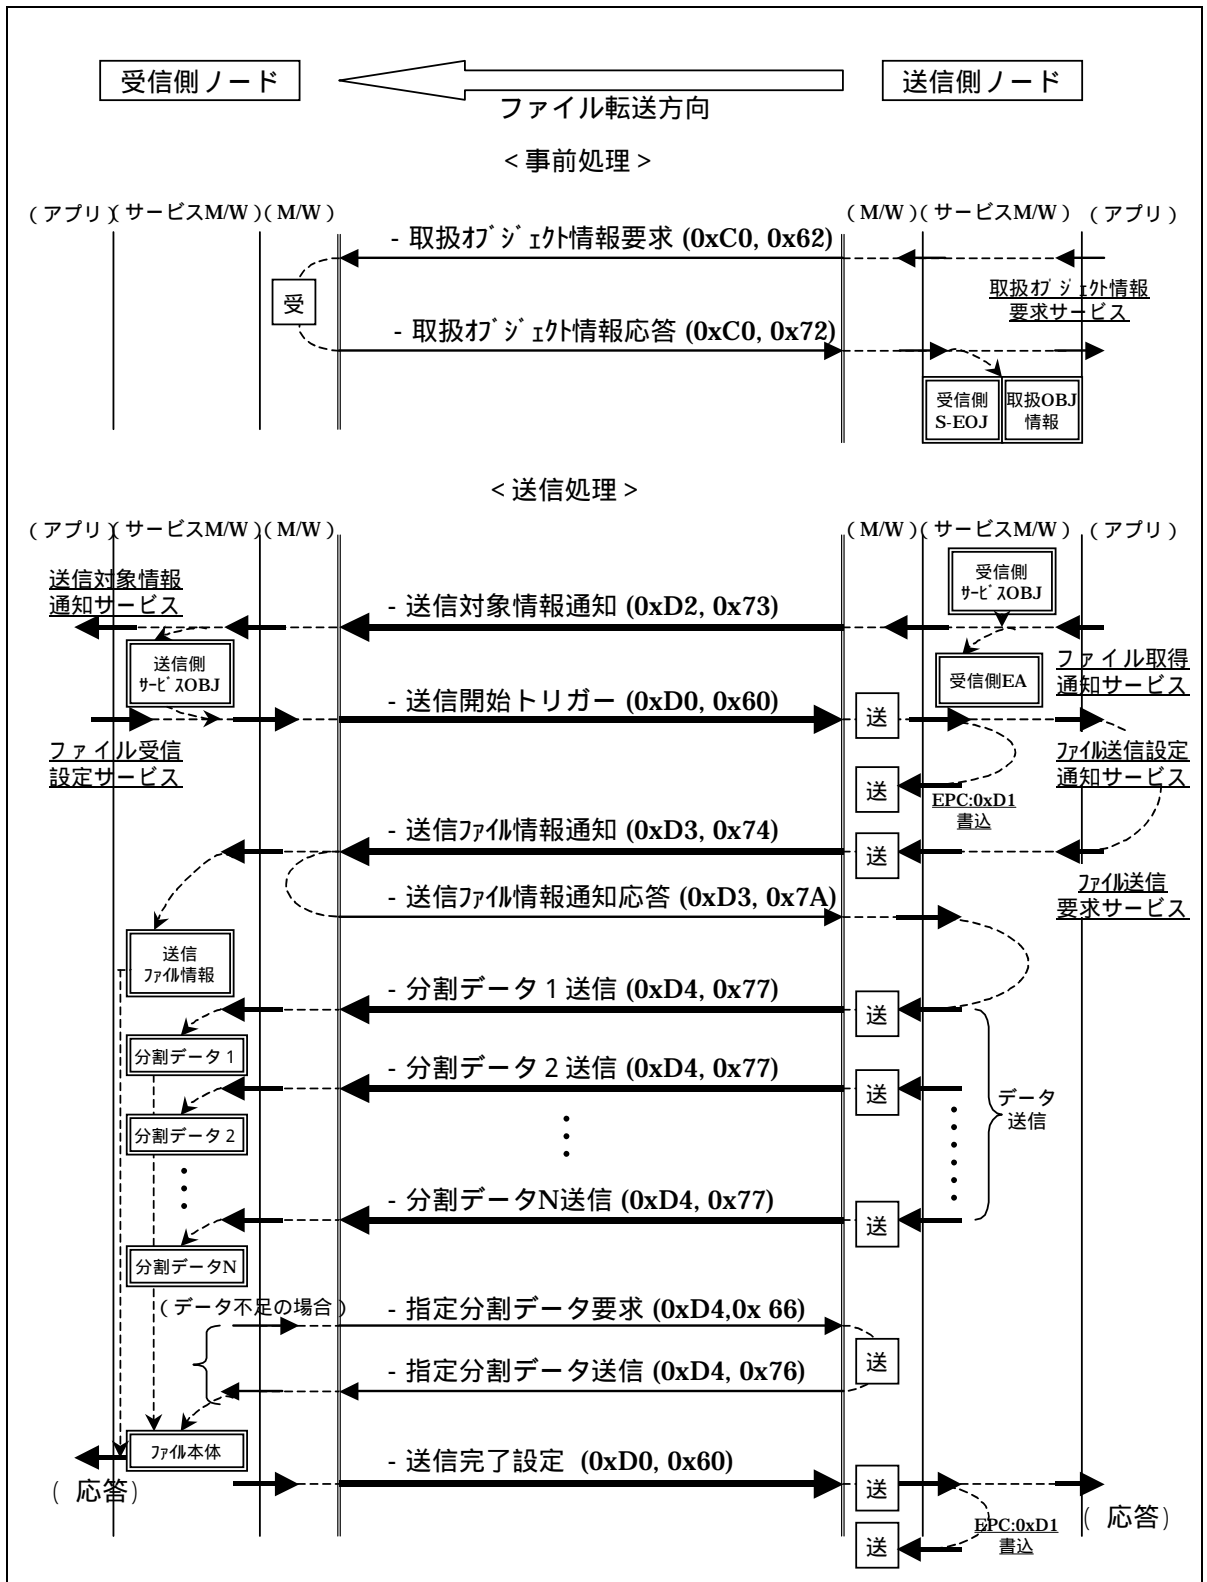 受信側ノード
送信側ノード
ファイル転送方向
＜事前処理＞
（アプリ）（サービスM/W）（M/W）
（M/W）（サービスM/W）（アプリ）
- 取扱ｵﾌﾞｼﾞｪｸﾄ情報要求 (0xC0, 0x62)
受
取扱ｵﾌﾞｼﾞｪｸﾄ情報
要求サービス
- 取扱ｵﾌﾞｼﾞｪｸﾄ情報応答 (0xC0, 0x72)
受信側
S-EOJ
取扱OBJ
情報
＜送信処理＞
（アプリ）（サービスM/W）（M/W）
（M/W）（サービスM/W）（アプリ）
送信対象情報
通知サービス
- 送信対象情報通知 (0xD2, 0x73)
受信側
ｻｰﾋﾞｽOBJ
送信側
ｻｰﾋﾞｽOBJ
受信側EA
ファイル取得
通知サービス
- 送信開始トリガー (0xD0, 0x60)
送
ファイル受信
設定サービス
ﾌｧｲﾙ送信設定
通知サービス
送
EPC:0xD1
書込
- 送信ﾌｧｲﾙ情報通知 (0xD3, 0x74)
送
- 送信ﾌｧｲﾙ情報通知応答 (0xD3, 0x7A)
ﾌｧｲﾙ送信
要求サービス
送信
ﾌｧｲﾙ情報
- 分割データ１送信 (0xD4, 0x77)
送
分割データ１
- 分割データ２送信 (0xD4, 0x77)
送
データ
送信
分割データ２
- 分割データN送信 (0xD4, 0x77)
送
分割データN
（データ不足の場合）
- 指定分割データ要求 (0xD4,0x 66)
送
- 指定分割データ送信 (0xD4, 0x76)
ﾌｧｲﾙ本体
- 送信完了設定 (0xD0, 0x60)
送
( 応答)
( 応答)
EPC:0xD1
書込
送